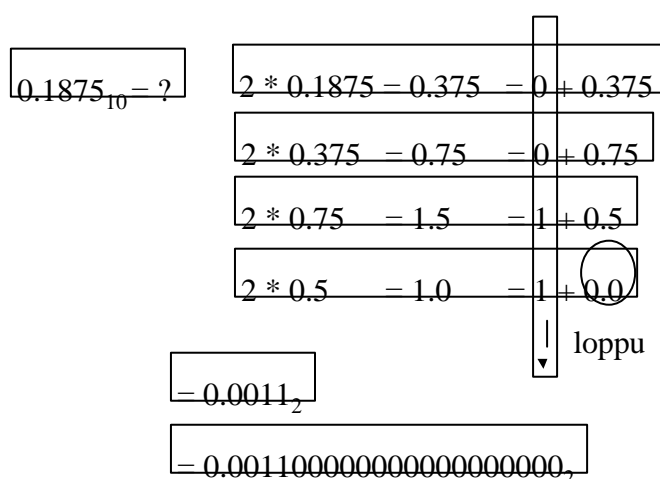 0.1875₁₀ − ?
2 * 0.1875 − 0.375 − 0 + 0.375
2 * 0.375 − 0.75 − 0 + 0.75
2 * 0.75 − 1.5 − 1 + 0.5
2 * 0.5 − 1.0 − 1 + 0.0
loppu
− 0.0011₂
− 0.001100000000000000000₂